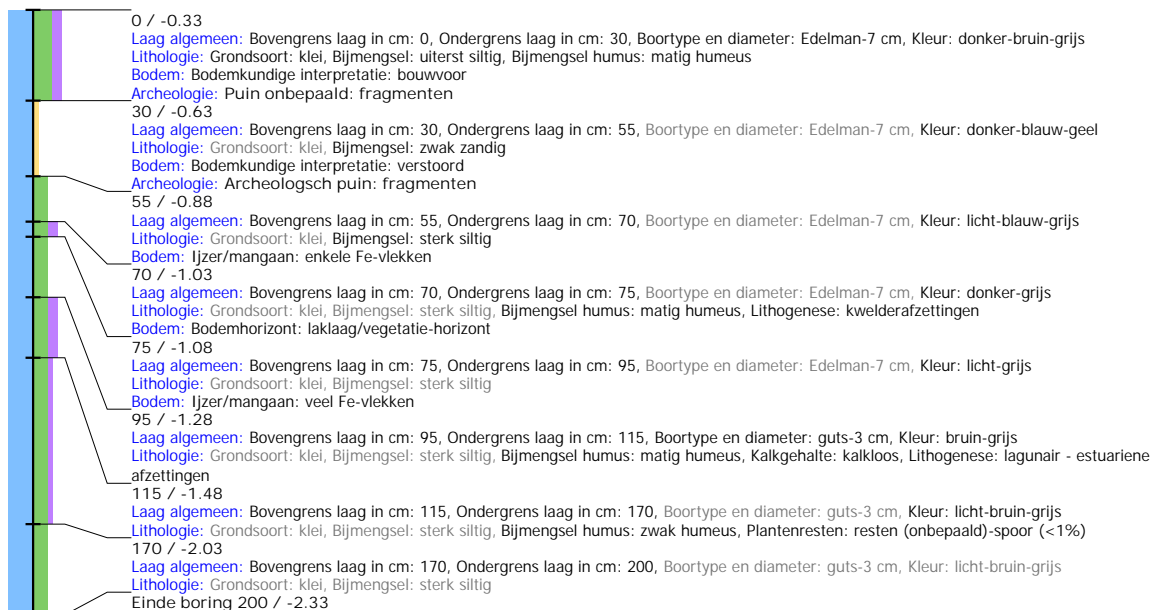 0 / -0.33
Laag algemeen: Bovengrens laag in cm: 0, Ondergrens laag in cm: 30, Boortype en diameter: Edelman-7 cm, Kleur: donker-bruin-grijs
Lithologie: Grondsoort: klei, Bijmengsel: uiterst siltig, Bijmengsel humus: matig humeus
Bodem: Bodemkundige interpretatie: bouwvoor
Archeologie: Puin onbepaald: fragmenten
30 / -0.63
Laag algemeen: Bovengrens laag in cm: 30, Ondergrens laag in cm: 55, Boortype en diameter: Edelman-7 cm, Kleur: donker-blauw-geel
Lithologie: Grondsoort: klei, Bijmengsel: zwak zandig
Bodem: Bodemkundige interpretatie: verstoord
Archeologie: Archeologsch puin: fragmenten
55 / -0.88
Laag algemeen: Bovengrens laag in cm: 55, Ondergrens laag in cm: 70, Boortype en diameter: Edelman-7 cm, Kleur: licht-blauw-grijs
Lithologie: Grondsoort: klei, Bijmengsel: sterk siltig
Bodem: Ijzer/mangaan: enkele Fe-vlekken
70 / -1.03
Laag algemeen: Bovengrens laag in cm: 70, Ondergrens laag in cm: 75, Boortype en diameter: Edelman-7 cm, Kleur: donker-grijs
Lithologie: Grondsoort: klei, Bijmengsel: sterk siltig, Bijmengsel humus: matig humeus, Lithogenese: kwelderafzettingen
Bodem: Bodemhorizont: laklaag/vegetatie-horizont
75 / -1.08
Laag algemeen: Bovengrens laag in cm: 75, Ondergrens laag in cm: 95, Boortype en diameter: Edelman-7 cm, Kleur: licht-grijs
Lithologie: Grondsoort: klei, Bijmengsel: sterk siltig
Bodem: Ijzer/mangaan: veel Fe-vlekken
95 / -1.28
Laag algemeen: Bovengrens laag in cm: 95, Ondergrens laag in cm: 115, Boortype en diameter: guts-3 cm, Kleur: bruin-grijs
Lithologie: Grondsoort: klei, Bijmengsel: sterk siltig, Bijmengsel humus: matig humeus, Kalkgehalte: kalkloos, Lithogenese: lagunair - estuariene
afzettingen
115 / -1.48
Laag algemeen: Bovengrens laag in cm: 115, Ondergrens laag in cm: 170, Boortype en diameter: guts-3 cm, Kleur: licht-bruin-grijs
Lithologie: Grondsoort: klei, Bijmengsel: sterk siltig, Bijmengsel humus: zwak humeus, Plantenresten: resten (onbepaald)-spoor (<1%)
170 / -2.03
Laag algemeen: Bovengrens laag in cm: 170, Ondergrens laag in cm: 200, Boortype en diameter: guts-3 cm, Kleur: licht-bruin-grijs
Lithologie: Grondsoort: klei, Bijmengsel: sterk siltig
Einde boring 200 / -2.33